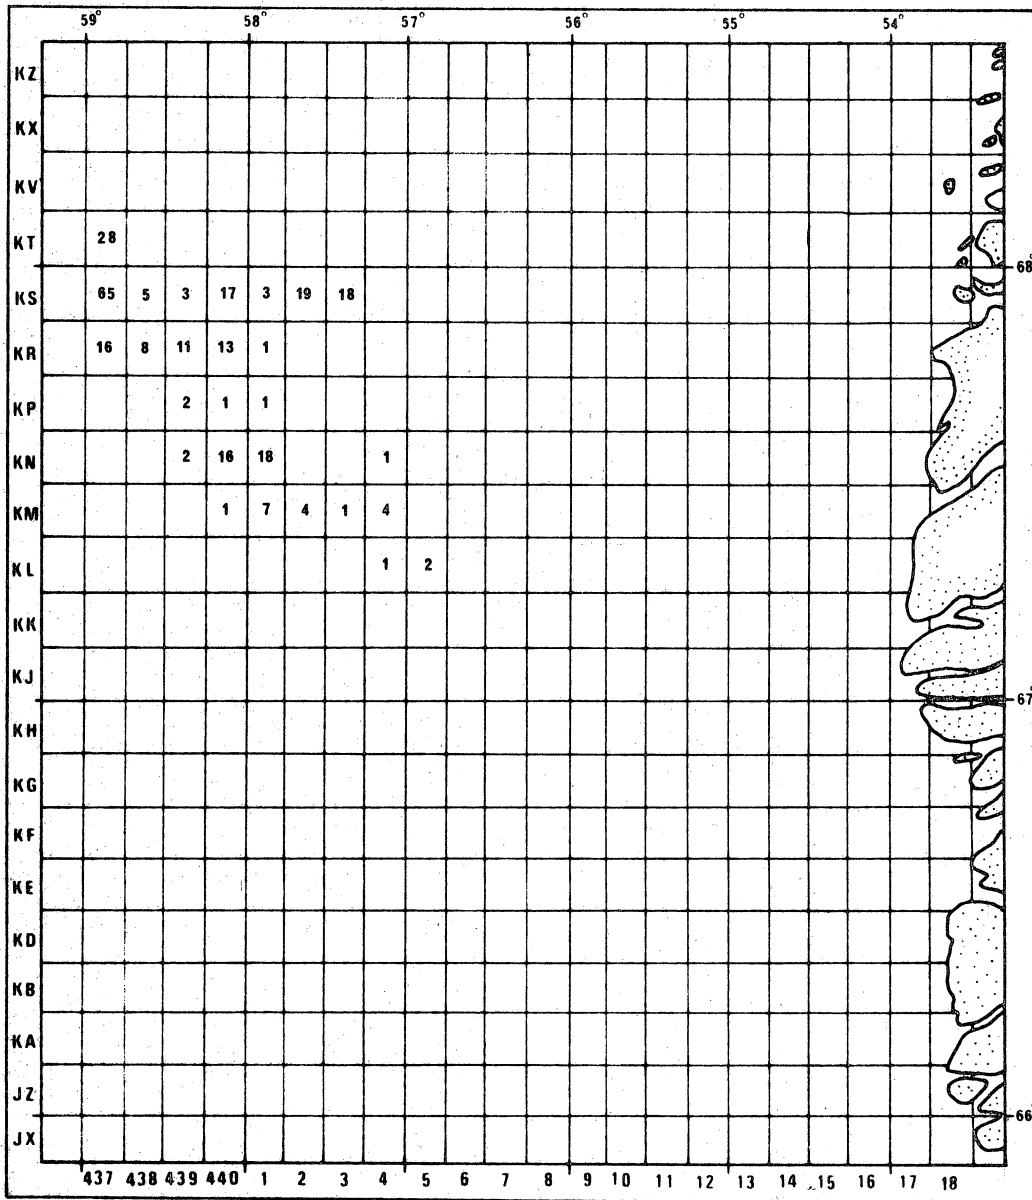 59° 58° 57° 56° 55° 54°
KZ
KX
KV
KT 28
68°
KS 65 5 3 17 3 19 18
KR 16 8 11 13 1
KP 2 1 1
KN 2 16 18 1
KM 1 7 4 1 4
KL 1 2
KK
KJ
67°
KH
KG
KF
KE
KD
KB
KA
JZ
66°
JX
437 438 439 440 1 2 3 4 5 6 7 8 9 10 11 12 13 14 15 16 17 18